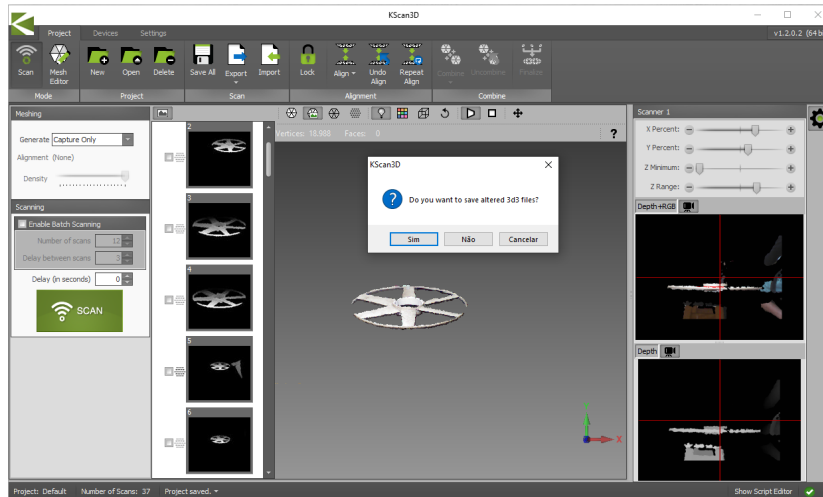 KScan3D
Project Devices Settings
v1.2.0.2 (64
Scan Mesh Editor New Open Delete Save All Export Import Lock Align Undo Align Repeat Align Combine Uncombine Finalize
Mode Project Scan Alignment Combine
Meshing
Generate Capture Only
Alignment (None)
Density
Scanning
Enable Batch Scanning
Number of scans 12
Delay between scans 3
Delay (in seconds) 0
SCAN
2
3
4
5
6
Vertices: 18,988 Faces: 0
?
KScan3D
Do you want to save altered 3d3 files?
Sim Não Cancelar
Y
X
Scanner 1
X Percent:
Y Percent:
Z Minimum:
Z Range:
Depth+RGB
Depth
Project: Default Number of Scans: 37 Project saved.
Show Script Editor